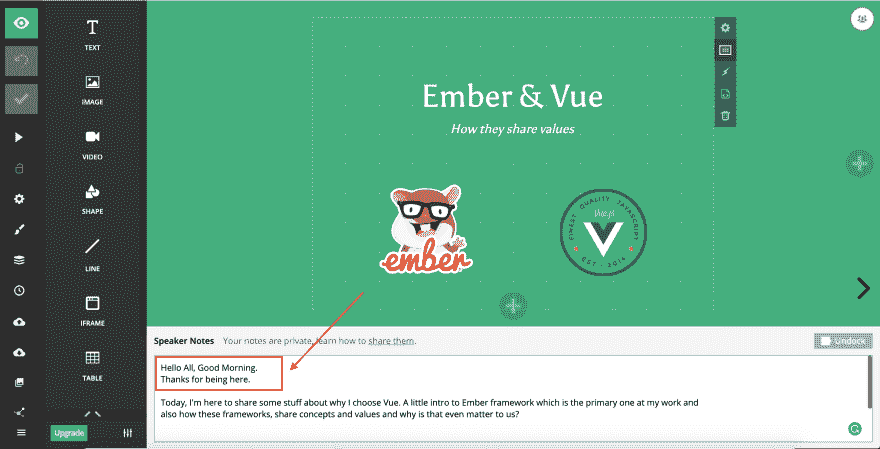 TEXT
IMAGE
VIDEO
SHAPE
LINE
IFRAME
TABLE
Upgrade
Ember & Vue
How they share values
ember
FINEST QUALITY JAVASCRIPT
Vue.js
EST - 2014
Speaker Notes Your notes are private, learn how to share them.
Undock
Hello All, Good Morning.
Thanks for being here.
Today, I'm here to share some stuff about why I choose Vue. A little intro to Ember framework which is the primary one at my work and
also how these frameworks, share concepts and values and why is that even matter to us?